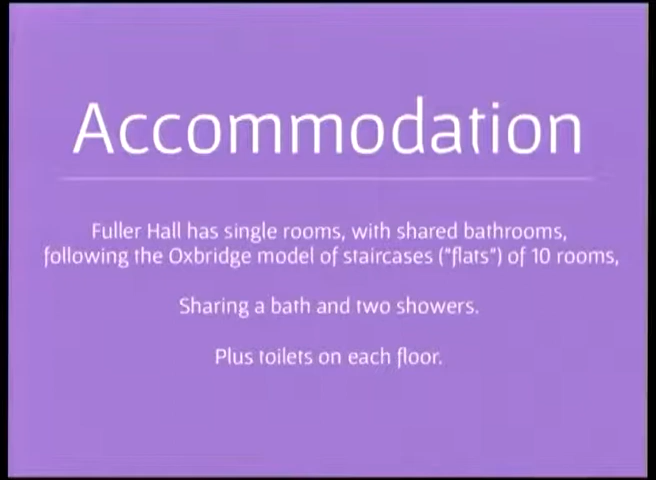 Accommodation
Fuller Hall has single rooms, with shared bathrooms,
following the Oxbridge model of staircases ("flats") of 10 rooms,
Sharing a bath and two showers.
Plus toilets on each floor.